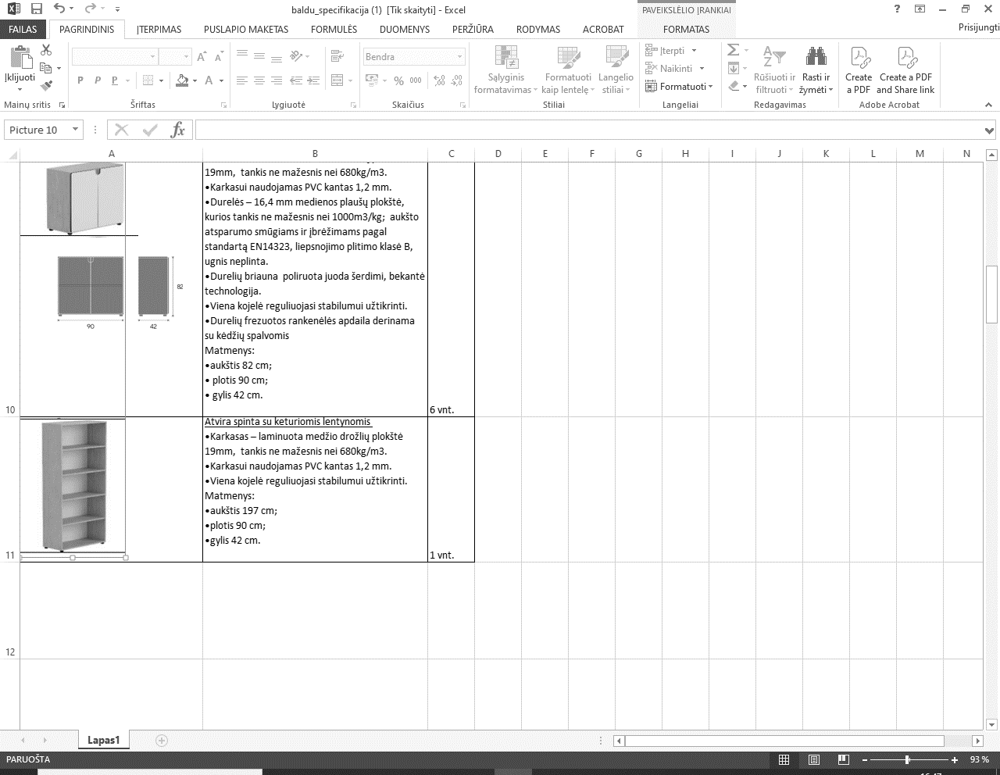 baldu_specifikacija (1) [Tik skaityti] - Excel
PAVEIKSLĖLIO ĮRANKIAI
?
FAILAS PAGRINDINIS ĮTERPIMAS PUSLAPIO MAKETAS FORMULĖS DUOMENYS PERŽIŪRA RODYMAS ACROBAT FORMATAS Prisijungti
Įklijuoti
Mainų sritis
P P P A A A
Šriftas
Lygiuotė
Bendra
% 000
Skaičius
Sąlyginis formatavimas
Formatuoti kaip lentelę
Langelio stiliai
Stiliai
Įterpti
Naikinti
Formatuoti
Langeliai
Rūšiuoti ir filtruoti
Rasti ir žymėti
Redagavimas
Create a PDF
Create a PDF and Share link
Adobe Acrobat
Picture 10
fx
A B C D E F G H I J K L M N
19mm, tankis ne mažesnis nei 680kg/m3.
•Karkasui naudojamas PVC kantas 1,2 mm.
•Durelės – 16,4 mm medienos plaušų plokštė,
kurios tankis ne mažesnis nei 1000m3/kg; aukšto
atsparumo smūgiams ir įbrėžimams pagal
standartą EN14323, liepsnojimo plitimo klasė B,
ugnis neplinta.
•Durelių briauna poliruota juoda šerdimi, bekantė
technologija.
•Viena kojelė reguliuojasi stabilumui užtikrinti.
•Durelių frezuotos rankenėlės apdaila derinama
su kėdžių spalvomis
Matmenys:
•aukštis 82 cm;
• plotis 90 cm;
• gylis 42 cm.
82
90
42
10
6 vnt.
Atvira spinta su keturiomis lentynomis
•Karkasas – laminuota medžio drožlių plokštė
19mm, tankis ne mažesnis nei 680kg/m3.
•Karkasui naudojamas PVC kantas 1,2 mm.
•Viena kojelė reguliuojasi stabilumui užtikrinti.
Matmenys:
•aukštis 197 cm;
•plotis 90 cm;
•gylis 42 cm.
11
1 vnt.
12
Lapas1
PARUOŠTA
93 %